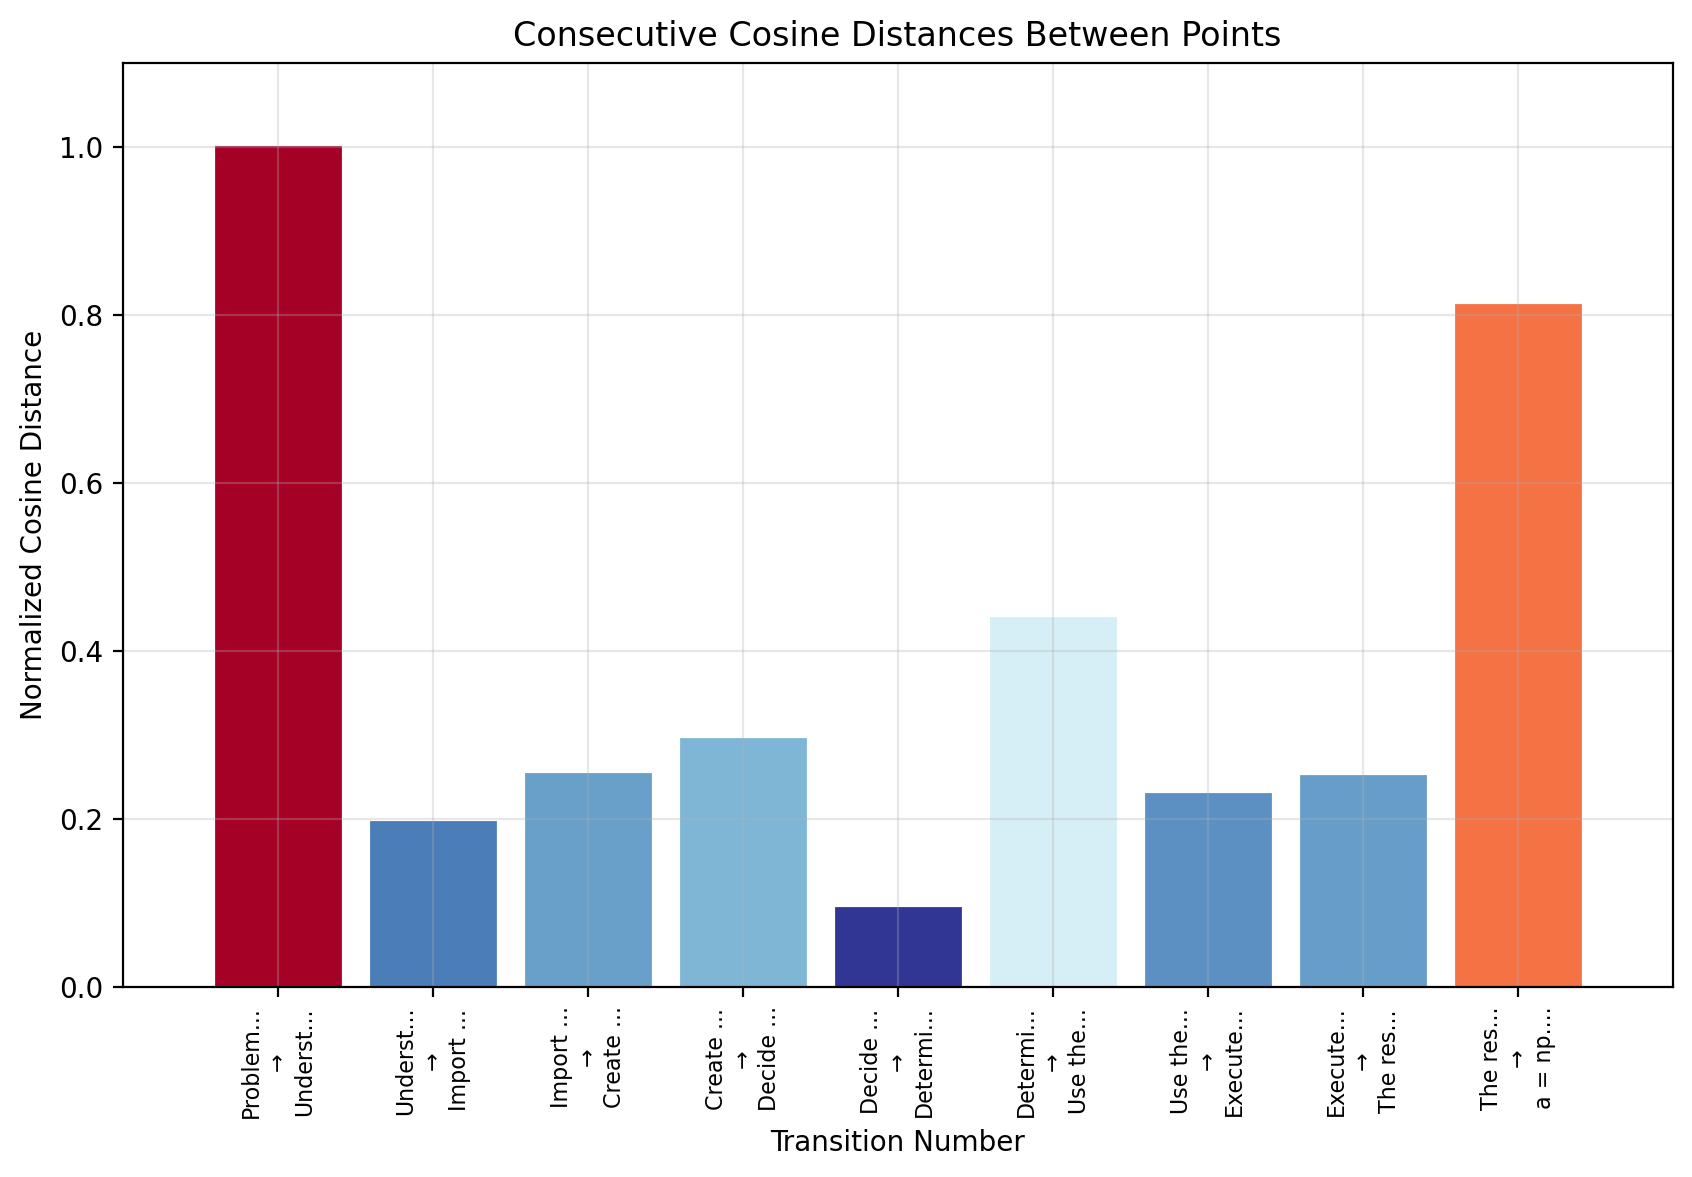 Consecutive Cosine Distances Between Points
Normalized Cosine Distance
1.0
0.8
0.6
0.4
0.2
0.0
Problem...
→
Underst...
Underst...
→
Import ...
Import ...
→
Create ...
Create ...
→
Decide ...
Decide ...
→
Determi...
Determi...
→
Use the...
Use the...
→
Execute...
Execute...
→
The res...
The res...
→
a = np....
Transition Number